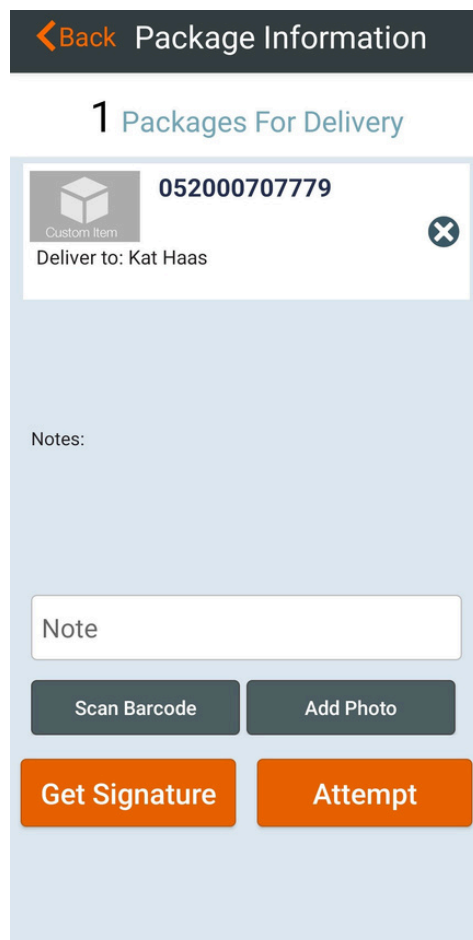 Back Package Information
1 Packages For Delivery
052000707779
Custom Item
Deliver to: Kat Haas
Notes:
Note
Scan Barcode Add Photo
Get Signature Attempt